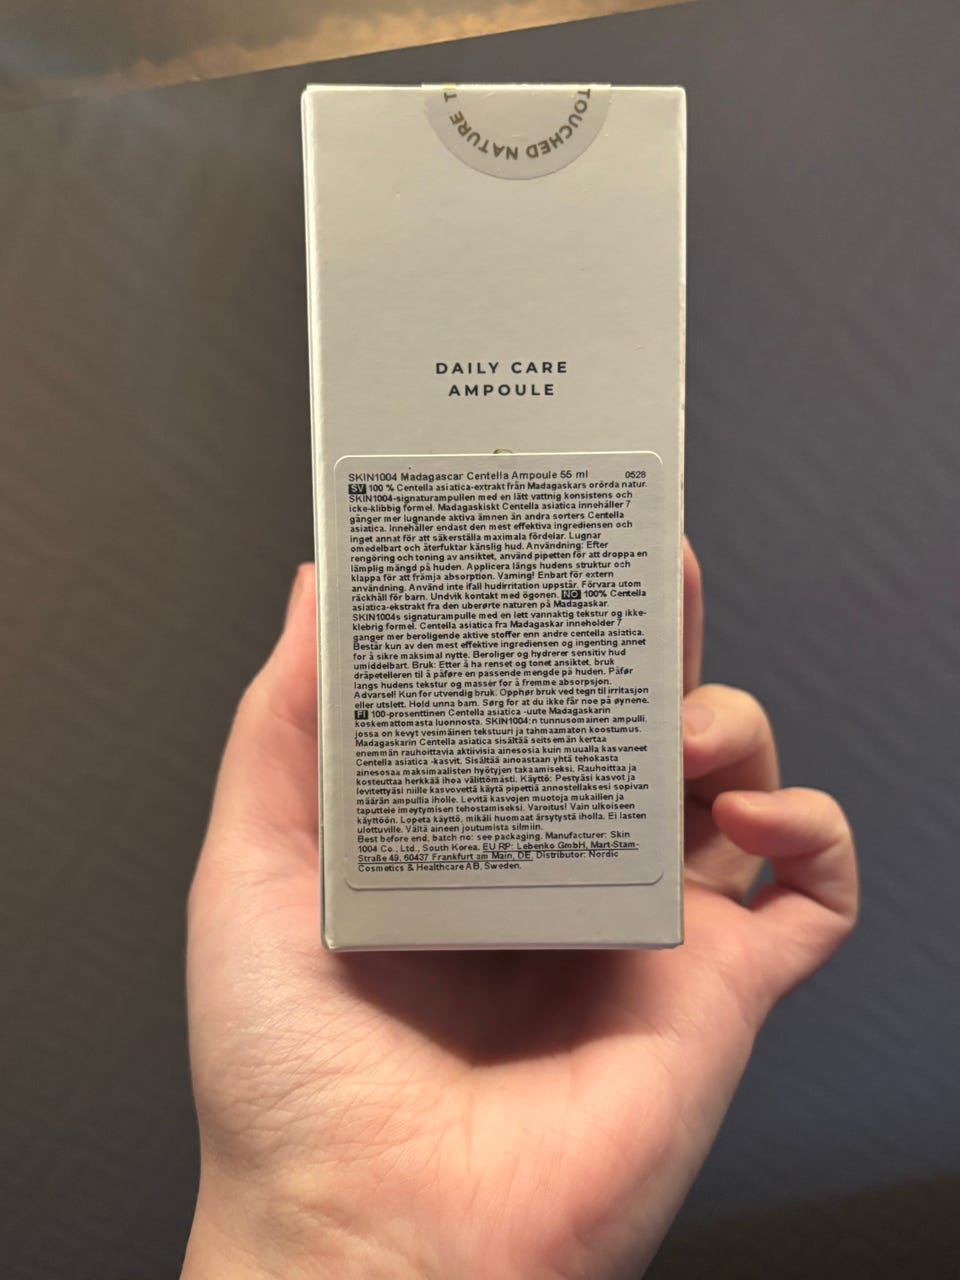 TOUCHED NATURE T
DAILY CARE
AMPOULE
SKIN1004 Madagascar Centella Ampoule 55 ml 0528
SV 100 % Centella asiatica-extrakt från Madagaskars orörda natur.
SKIN1004-signaturampullen med en lätt vattnig konsistens och
icke-klibbig formel. Madagaskiskt Centella asiatica innehåller 7
gånger mer lugnande aktiva ämnen än andra sorters Centella
asiatica. Innehåller endast den mest effektiva ingrediensen och
inget annat för att säkerställa maximala fördelar. Lugnar
omedelbart och återfuktar känslig hud. Användning: Efter
rengöring och toning av ansiktet, använd pipetten för att droppa en
lämplig mängd på huden. Applicera längs hudens struktur och
klappa för att främja absorption. Varning! Enbart för extern
användning. Använd inte ifall hudirritation uppstår. Förvara utom
räckhåll för barn. Undvik kontakt med ögonen. NO 100% Centella
asiatica-ekstrakt fra den uberørte naturen på Madagaskar.
SKIN1004s signaturampulle med en lett vannaktig tekstur og ikke-
klebrig formel. Centella asiatica fra Madagaskar inneholder 7
ganger mer beroligende aktive stoffer enn andre centella asiatica.
Består kun av den mest effektive ingrediensen og ingenting annet
for å sikre maksimal nytte. Beroliger og hydrerer sensitiv hud
umiddelbart. Bruk: Etter å ha renset og tonet ansiktet, bruk
dråpetelleren til å påføre en passende mengde på huden. Påfør
langs hudens tekstur og massér for å fremme absorpsjon.
Advarsel! Kun for utvendig bruk. Opphør bruk ved tegn til irritasjon
eller utslett. Hold unna barn. Sørg for at du ikke får noe på øynene.
FI 100-prosenttinen Centella asiatica -uute Madagaskarin
koskemattomasta luonnosta. SKIN1004:n tunnusomainen ampulli,
jossa on kevyt vesimäinen tekstuuri ja tahmaamaton koostumus.
Madagaskarin Centella asiatica sisältää seitsemän kertaa
enemmän rauhoittavia aktiivisia ainesosia kuin muualla kasvaneet
Centella asiatica -kasvit. Sisältää ainoastaan yhtä tehokasta
ainesosaa maksimaalisten hyötyjen takaamiseksi. Rauhoittaa ja
kosteuttaa herkkää ihoa välittömästi. Käyttö: Pestyäsi kasvot ja
levitettyäsi niille kasvovettä käytä pipettiä annostellaksesi sopivan
määrän ampullia iholle. Levitä kasvojen muotoja mukaillen ja
taputtele imeytymisen tehostamiseksi. Varoitus! Vain ulkoiseen
käyttöön. Lopeta käyttö, mikäli huomaat ärsytystä iholla. Ei lasten
ulottuville. Vältä aineen joutumista silmiin.
Best before end, batch no: see packaging. Manufacturer: Skin
1004 Co., Ltd., South Korea. EU RP: Lebenko GmbH, Mart-Stam-
Straße 49, 60437 Frankfurt am Main, DE. Distributor: Nordic
Cosmetics & Healthcare AB, Sweden.